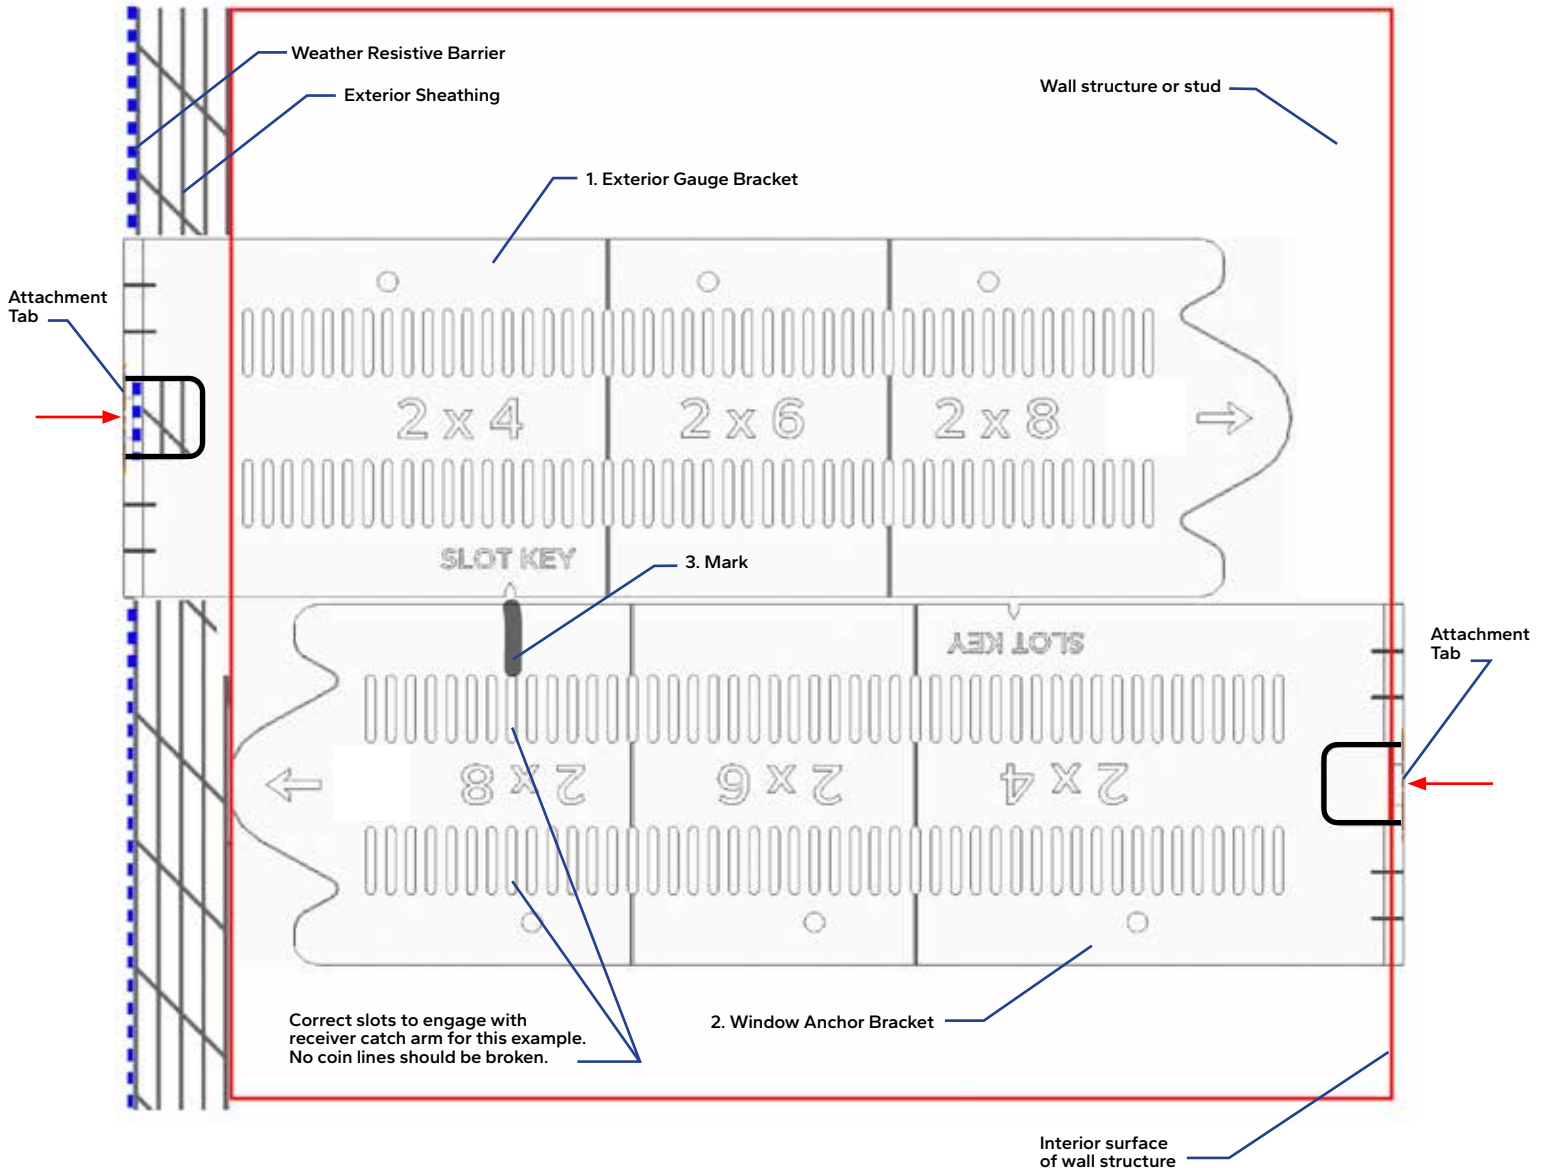 Weather Resistive Barrier
Exterior Sheathing
Wall structure or stud
1. Exterior Gauge Bracket
Attachment
Tab
2 x 4
2 x 6
2 x 8
SLOT KEY
3. Mark
SLOT KEY
Attachment
Tab
2 x 8
2 x 6
2 x 4
Correct slots to engage with
receiver catch arm for this example.
No coin lines should be broken.
2. Window Anchor Bracket
Interior surface
of wall structure